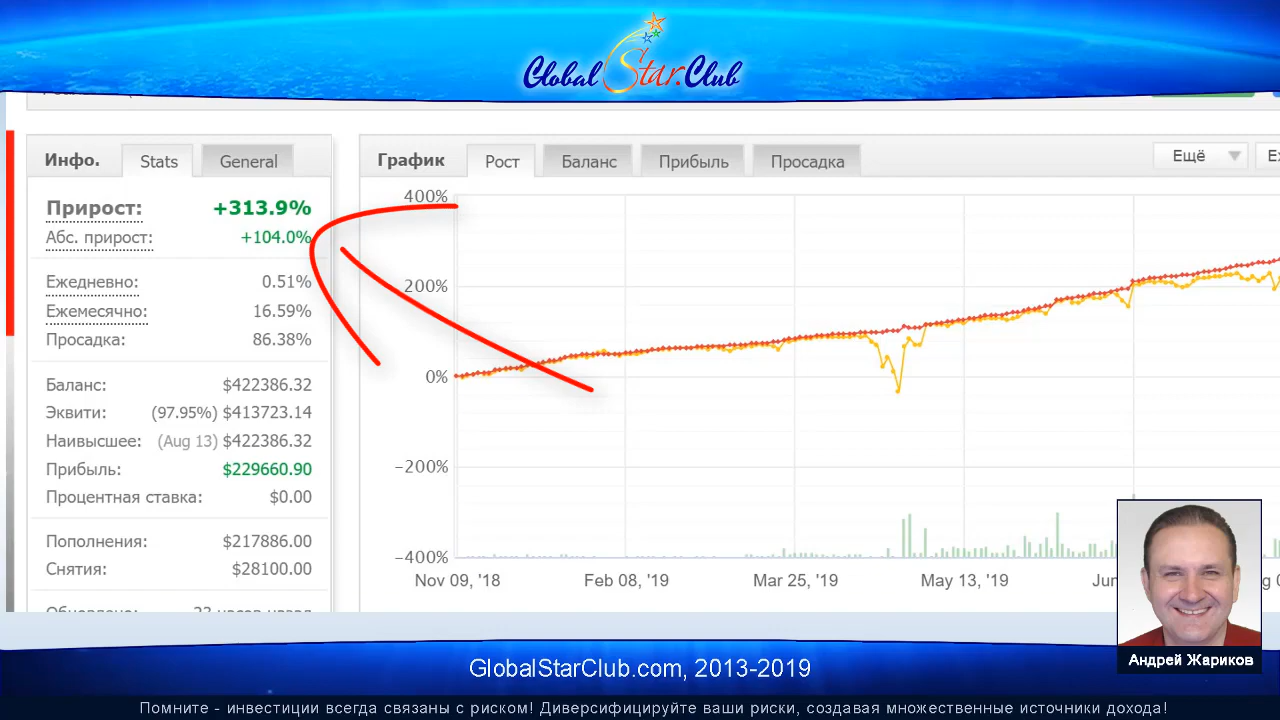 Global Star.Club
Инфо. Stats General
Прирост: +313.9%
Абс. прирост: +104.0%
Ежедневно: 0.51%
Ежемесячно: 16.59%
Просадка: 86.38%
Баланс: $422386.32
Эквити: (97.95%) $413723.14
Наивысшее: (Aug 13) $422386.32
Прибыль: $229660.90
Процентная ставка: $0.00
Пополнения: $217886.00
Снятия: $28100.00
График Рост Баланс Прибыль Просадка Ещё
400%
200%
0%
-200%
-400%
Nov 09, '18 Feb 08, '19 Mar 25, '19 May 13, '19
Андрей Жариков
GlobalStarClub.com, 2013-2019
Помните - инвестиции всегда связаны с риском! Диверсифицируйте ваши риски, создавая множественные источники дохода!